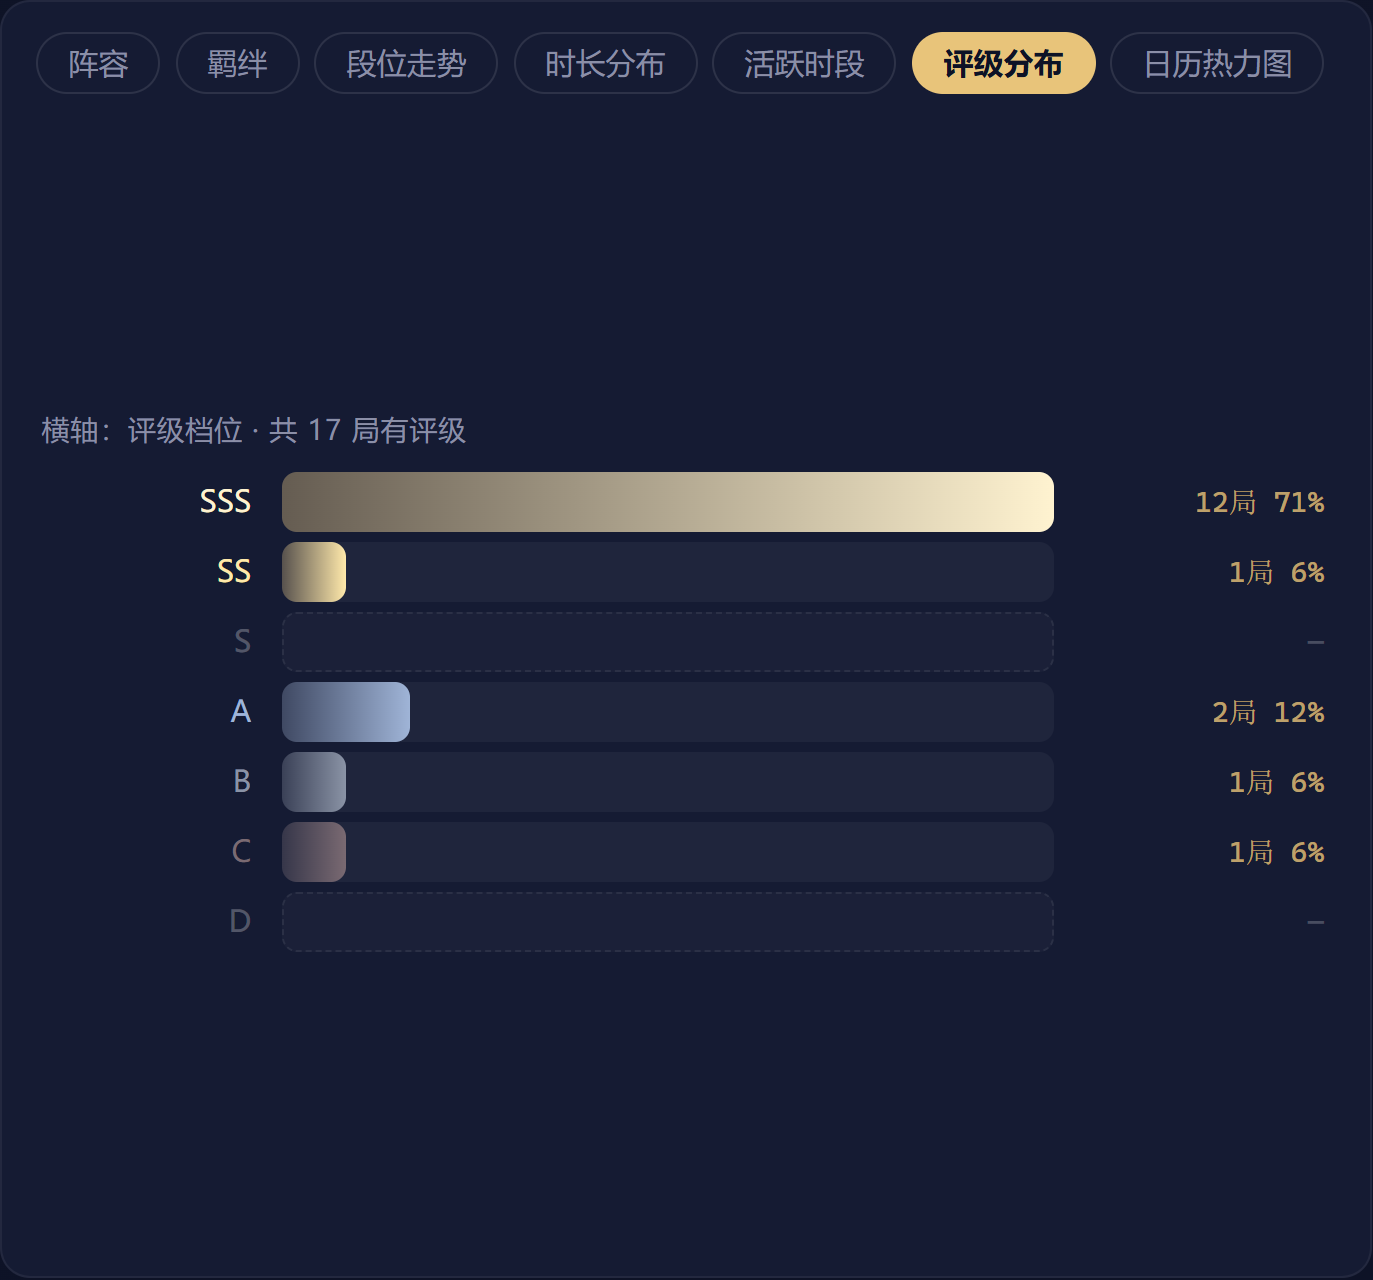 阵容 羁绊 段位走势 时长分布 活跃时段 评级分布 日历热力图
横轴：评级档位 · 共 17 局有评级
SSS 12局 71%
SS 1局 6%
S —
A 2局 12%
B 1局 6%
C 1局 6%
D —